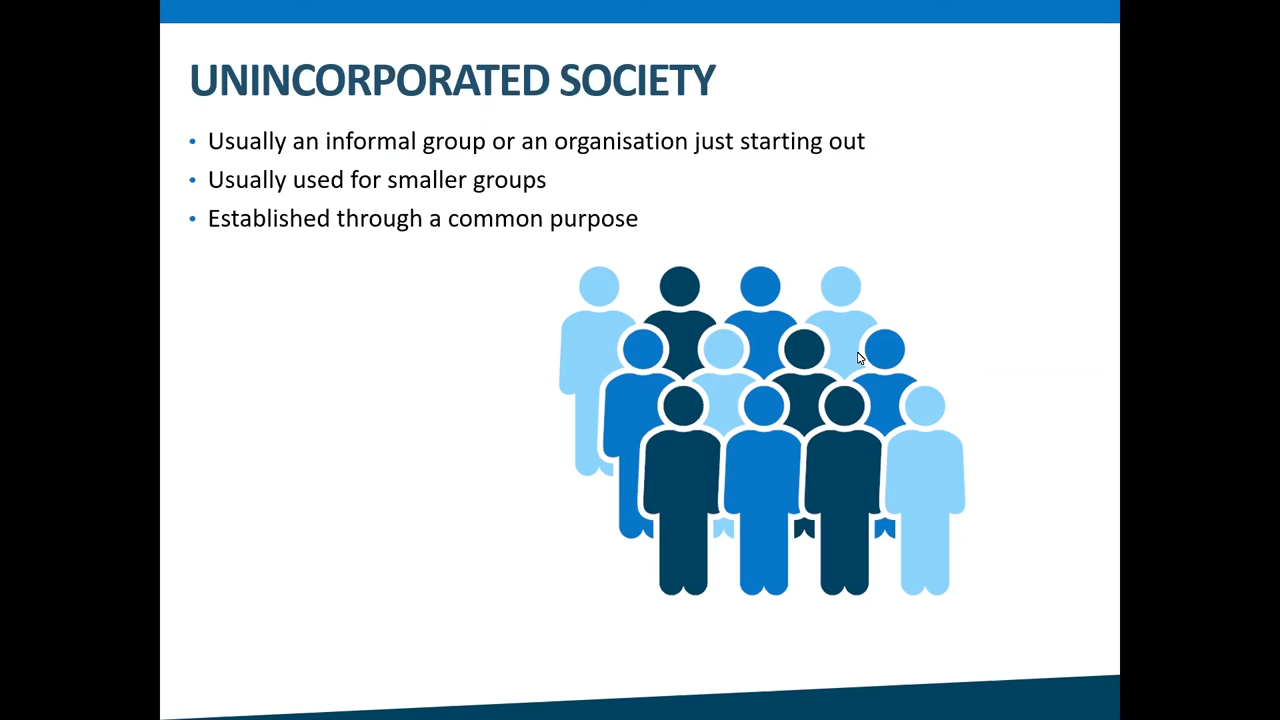 UNINCORPORATED SOCIETY
• Usually an informal group or an organisation just starting out
• Usually used for smaller groups
• Established through a common purpose